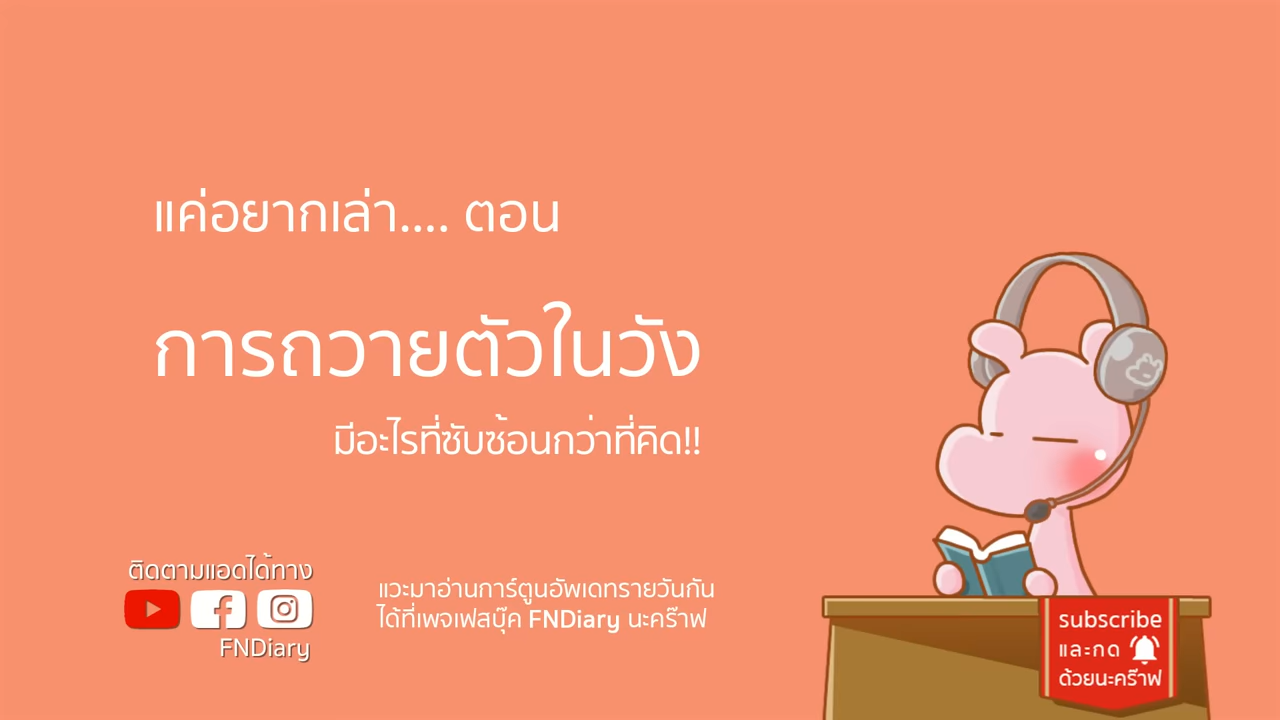 แค่อยากเล่า.... ตอน
การถวายตัวในวัง
มีอะไรที่ซับซ้อนกว่าที่คิด!!
ติดตามแอดได้ทาง
FNDiary
แวะมาอ่านการ์ตูนอัพเดทรายวันกัน
ได้ที่เพจเฟสบุ๊ค FNDiary นะคร๊าฟ
subscribe
และกด
ด้วยนะคร๊าฟ